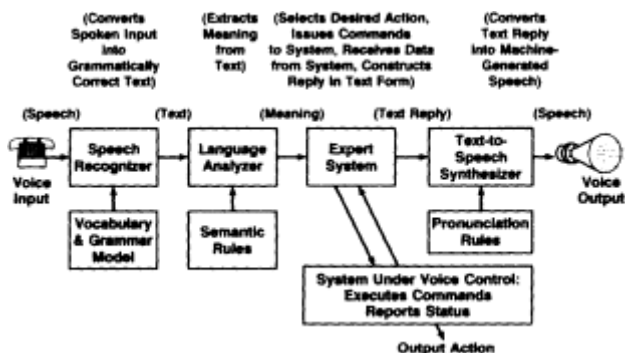 (Converts
Spoken Input
into
Grammatically
Correct Text)
(Extracts
Meaning
from
Text)
(Selects Desired Action,
Issues Commands
to System, Receives Data
from System, Constructs
Reply in Text Form)
(Converts
Text Reply
into Machine-
Generated
Speech)
(Speech)
(Text)
(Meaning)
(Text Reply)
(Speech)
Voice
Input
Speech
Recognizer
Language
Analyzer
Expert
System
Text-to-
Speech
Synthesizer
Voice
Output
Vocabulary
& Grammar
Model
Semantic
Rules
Pronunciation
Rules
System Under Voice Control:
Executes Commands
Reports Status
Output Action